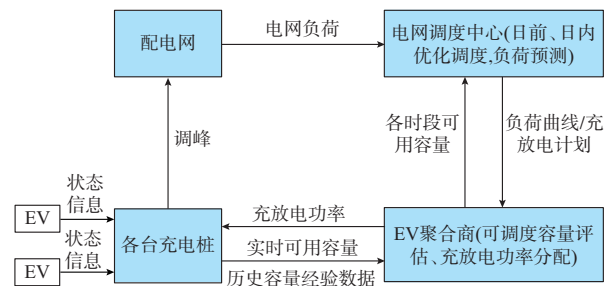 配电网
电网负荷
电网调度中心(日前、日内
优化调度,负荷预测)
调峰
各时段可
用容量
负荷曲线/充
放电计划
状态
信息
EV
状态
信息
EV
各台充电桩
充放电功率
实时可用容量
历史容量经验数据
EV聚合商(可调度容量评
估、充放电功率分配)